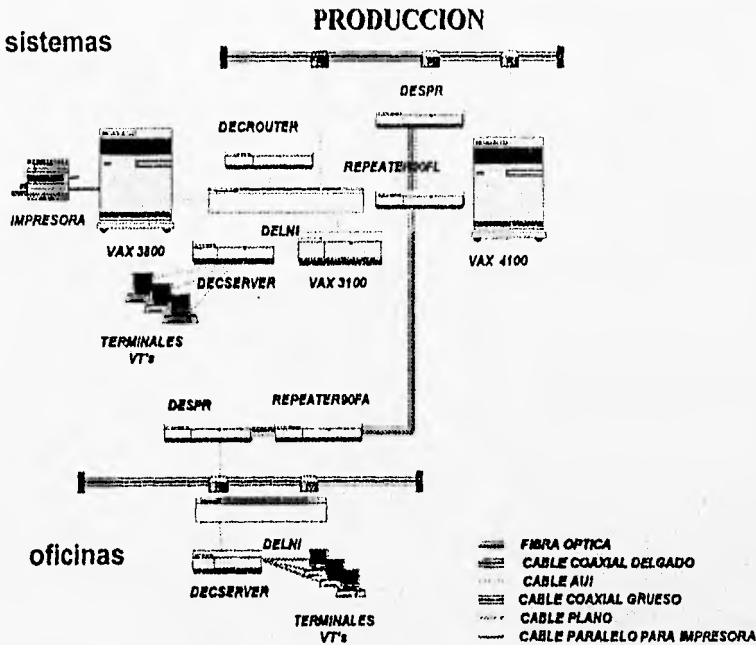 PRODUCCION
sistemas
DESPR
DECROUTER
REPEATER90FL
IMPRESORA
VAX 3800
DELNI
VAX 4100
DECSERVER
VAX 3100
TERMINALES
VT's
DESPR
REPEATER90FA
oficinas
DELNI
DECSERVER
TERMINALES
VT's
FIBRA OPTICA
CABLE COAXIAL DELGADO
CABLE AUI
CABLE COAXIAL GRUESO
CABLE PLANO
CABLE PARALELO PARA IMPRESORA